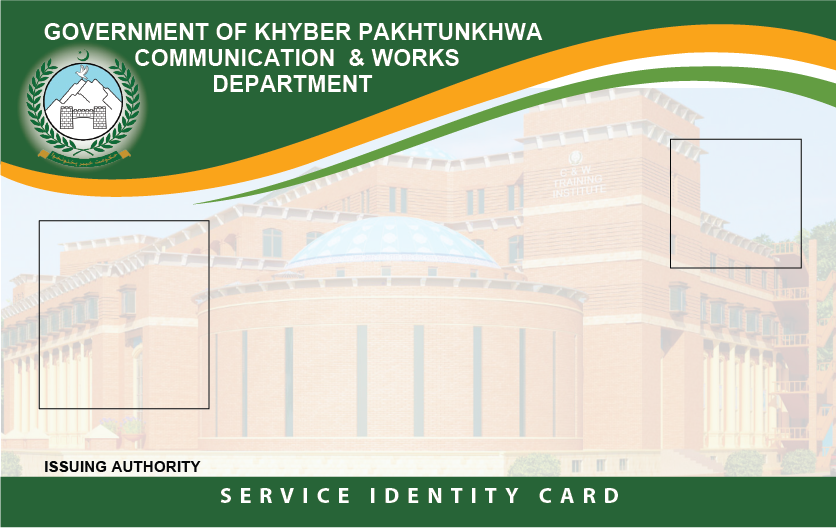 GOVERNMENT OF KHYBER PAKHTUNKHWA
COMMUNICATION & WORKS
DEPARTMENT
C & W
TRAINING
INSTITUTE
ISSUING AUTHORITY
SERVICE IDENTITY CARD